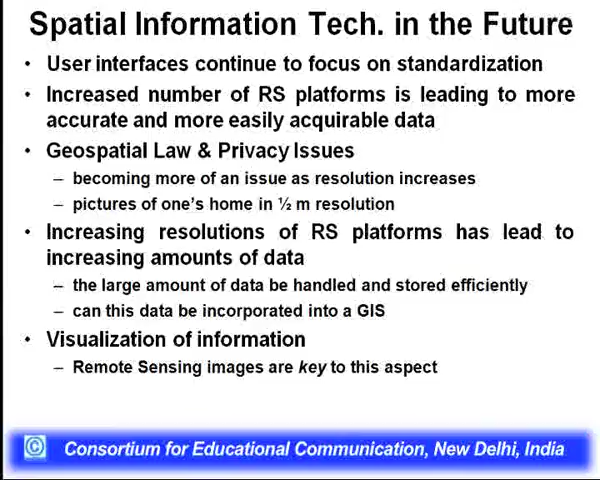 Spatial Information Tech. in the Future
• User interfaces continue to focus on standardization
• Increased number of RS platforms is leading to more
accurate and more easily acquirable data
• Geospatial Law & Privacy Issues
– becoming more of an issue as resolution increases
– pictures of one's home in ½ m resolution
• Increasing resolutions of RS platforms has lead to
increasing amounts of data
– the large amount of data be handled and stored efficiently
– can this data be incorporated into a GIS
• Visualization of information
– Remote Sensing images are key to this aspect
© Consortium for Educational Communication, New Delhi, India